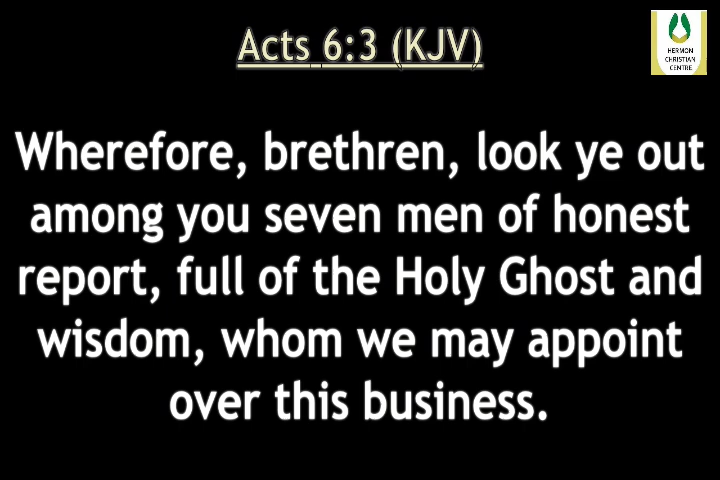 Acts 6:3 (KJV)
HERMON
CHRISTIAN
CENTRE
Wherefore, brethren, look ye out
among you seven men of honest
report, full of the Holy Ghost and
wisdom, whom we may appoint
over this business.